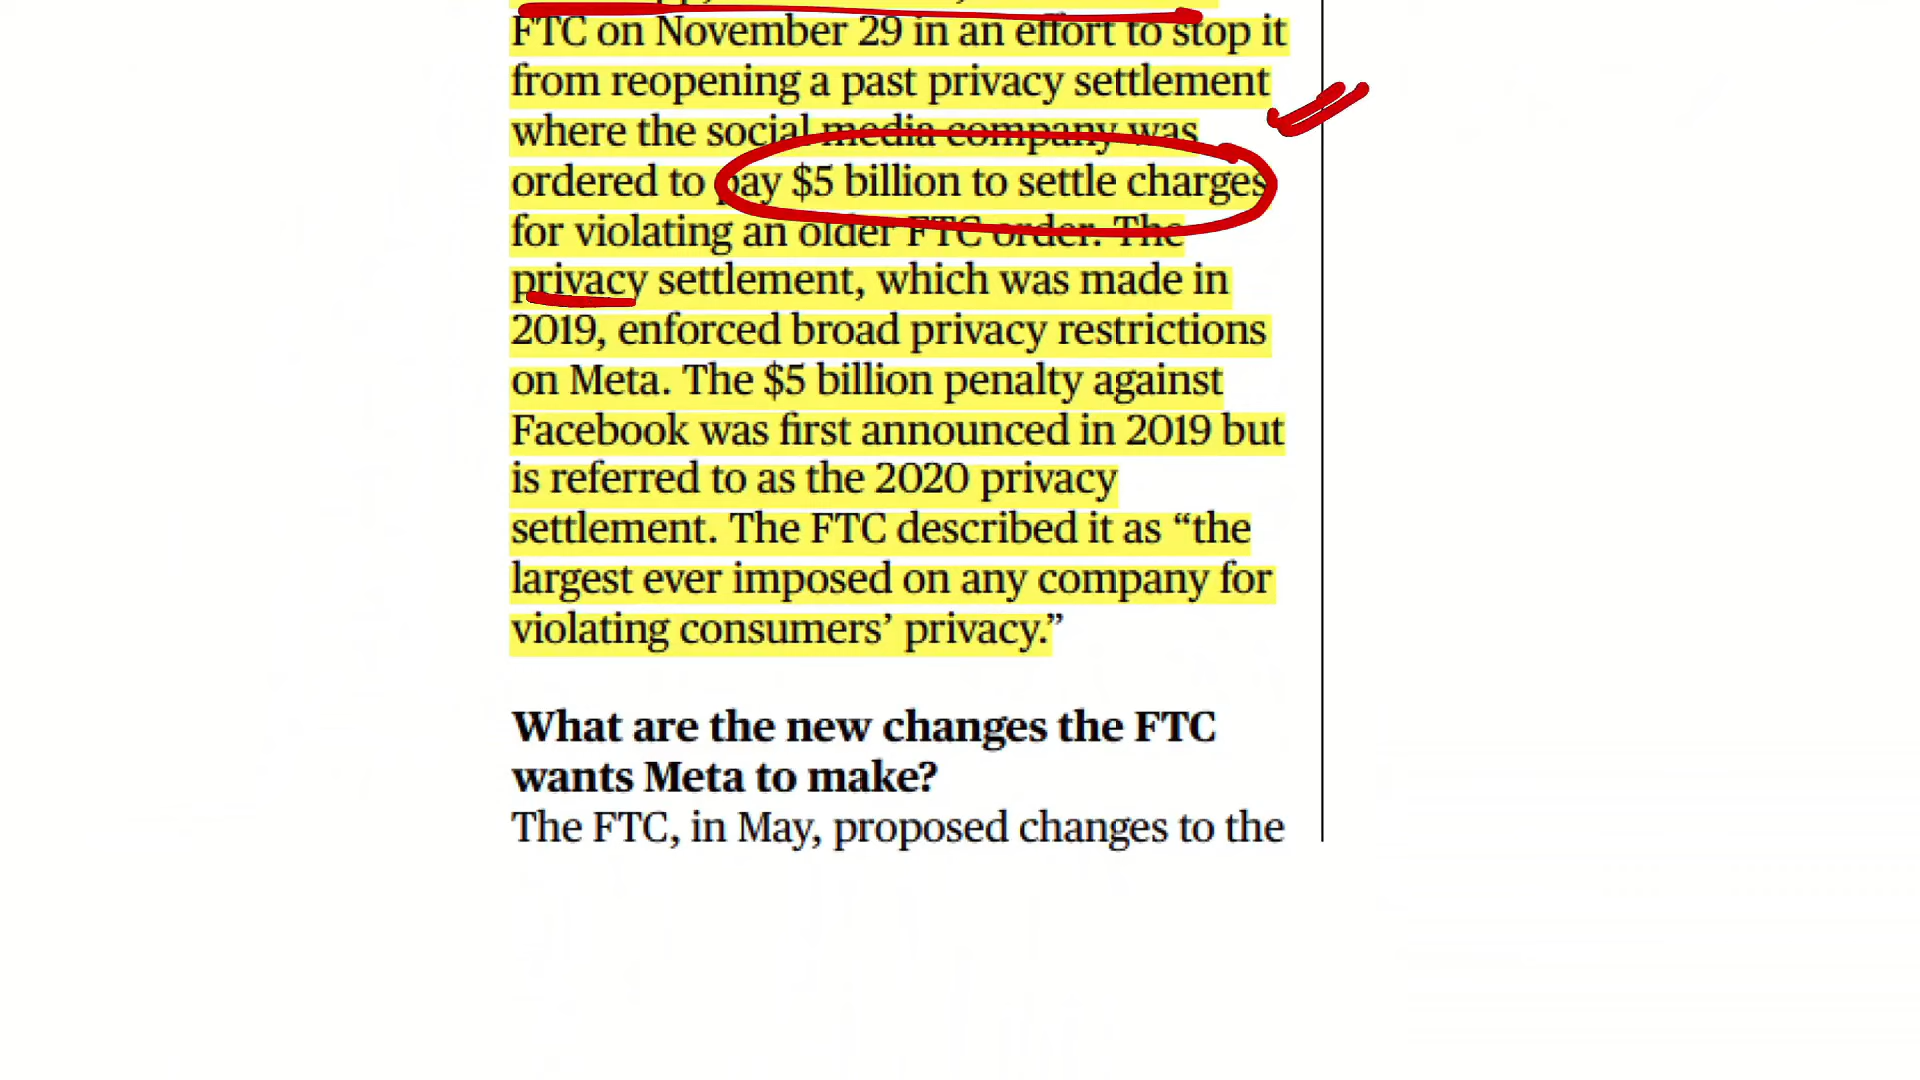 FTC on November 29 in an effort to stop it
from reopening a past privacy settlement
where the social media company was
ordered to pay $5 billion to settle charges
for violating an older FTC order. The
privacy settlement, which was made in
2019, enforced broad privacy restrictions
on Meta. The $5 billion penalty against
Facebook was first announced in 2019 but
is referred to as the 2020 privacy
settlement. The FTC described it as “the
largest ever imposed on any company for
violating consumers’ privacy.”
What are the new changes the FTC
wants Meta to make?
The FTC, in May, proposed changes to the